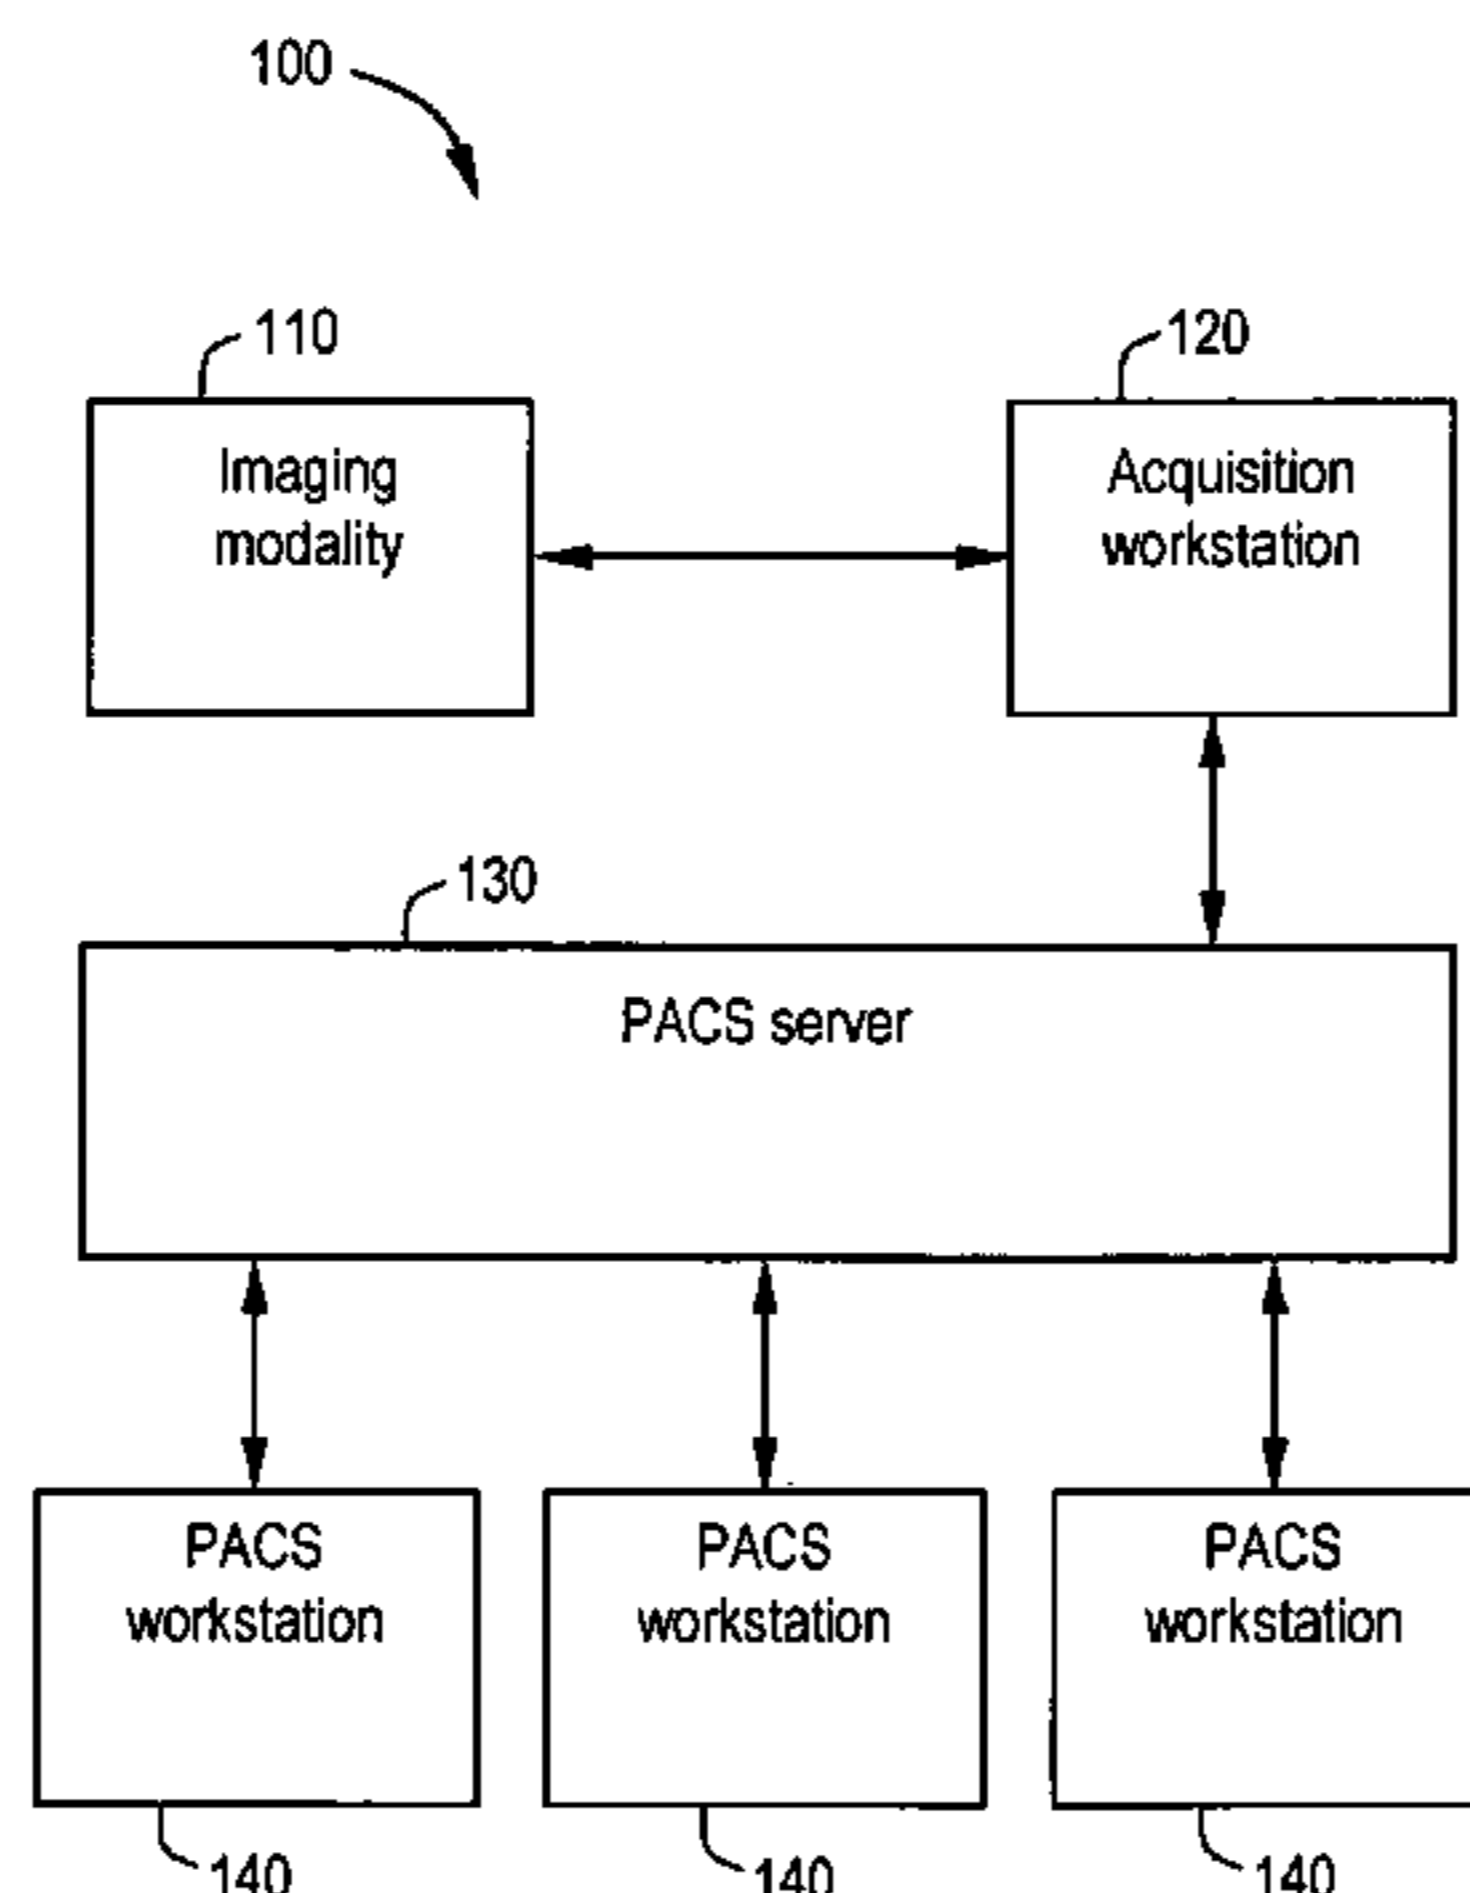 100
110
120
Imaging
modality
Acquisition
workstation
130
PACS server
PACS
workstation
PACS
workstation
PACS
workstation
140
140
140